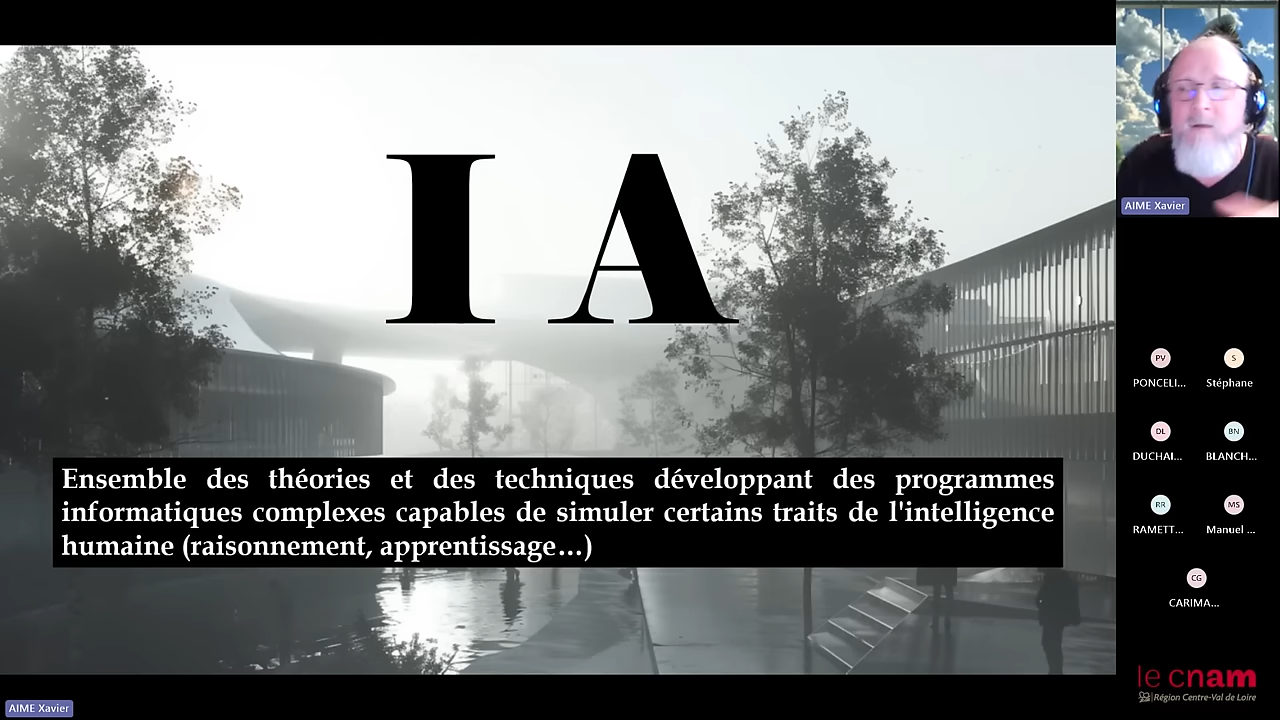 I A
Ensemble des théories et des techniques développant des programmes
informatiques complexes capables de simuler certains traits de l'intelligence
humaine (raisonnement, apprentissage…)
AIME Xavier
AIME Xavier
PV
S
PONCELI...
Stéphane
DL
BN
DUCHAI...
BLANCH...
RR
MS
RAMETT...
Manuel ...
CG
CARIMA...
le cnam
Région Centre-Val de Loire